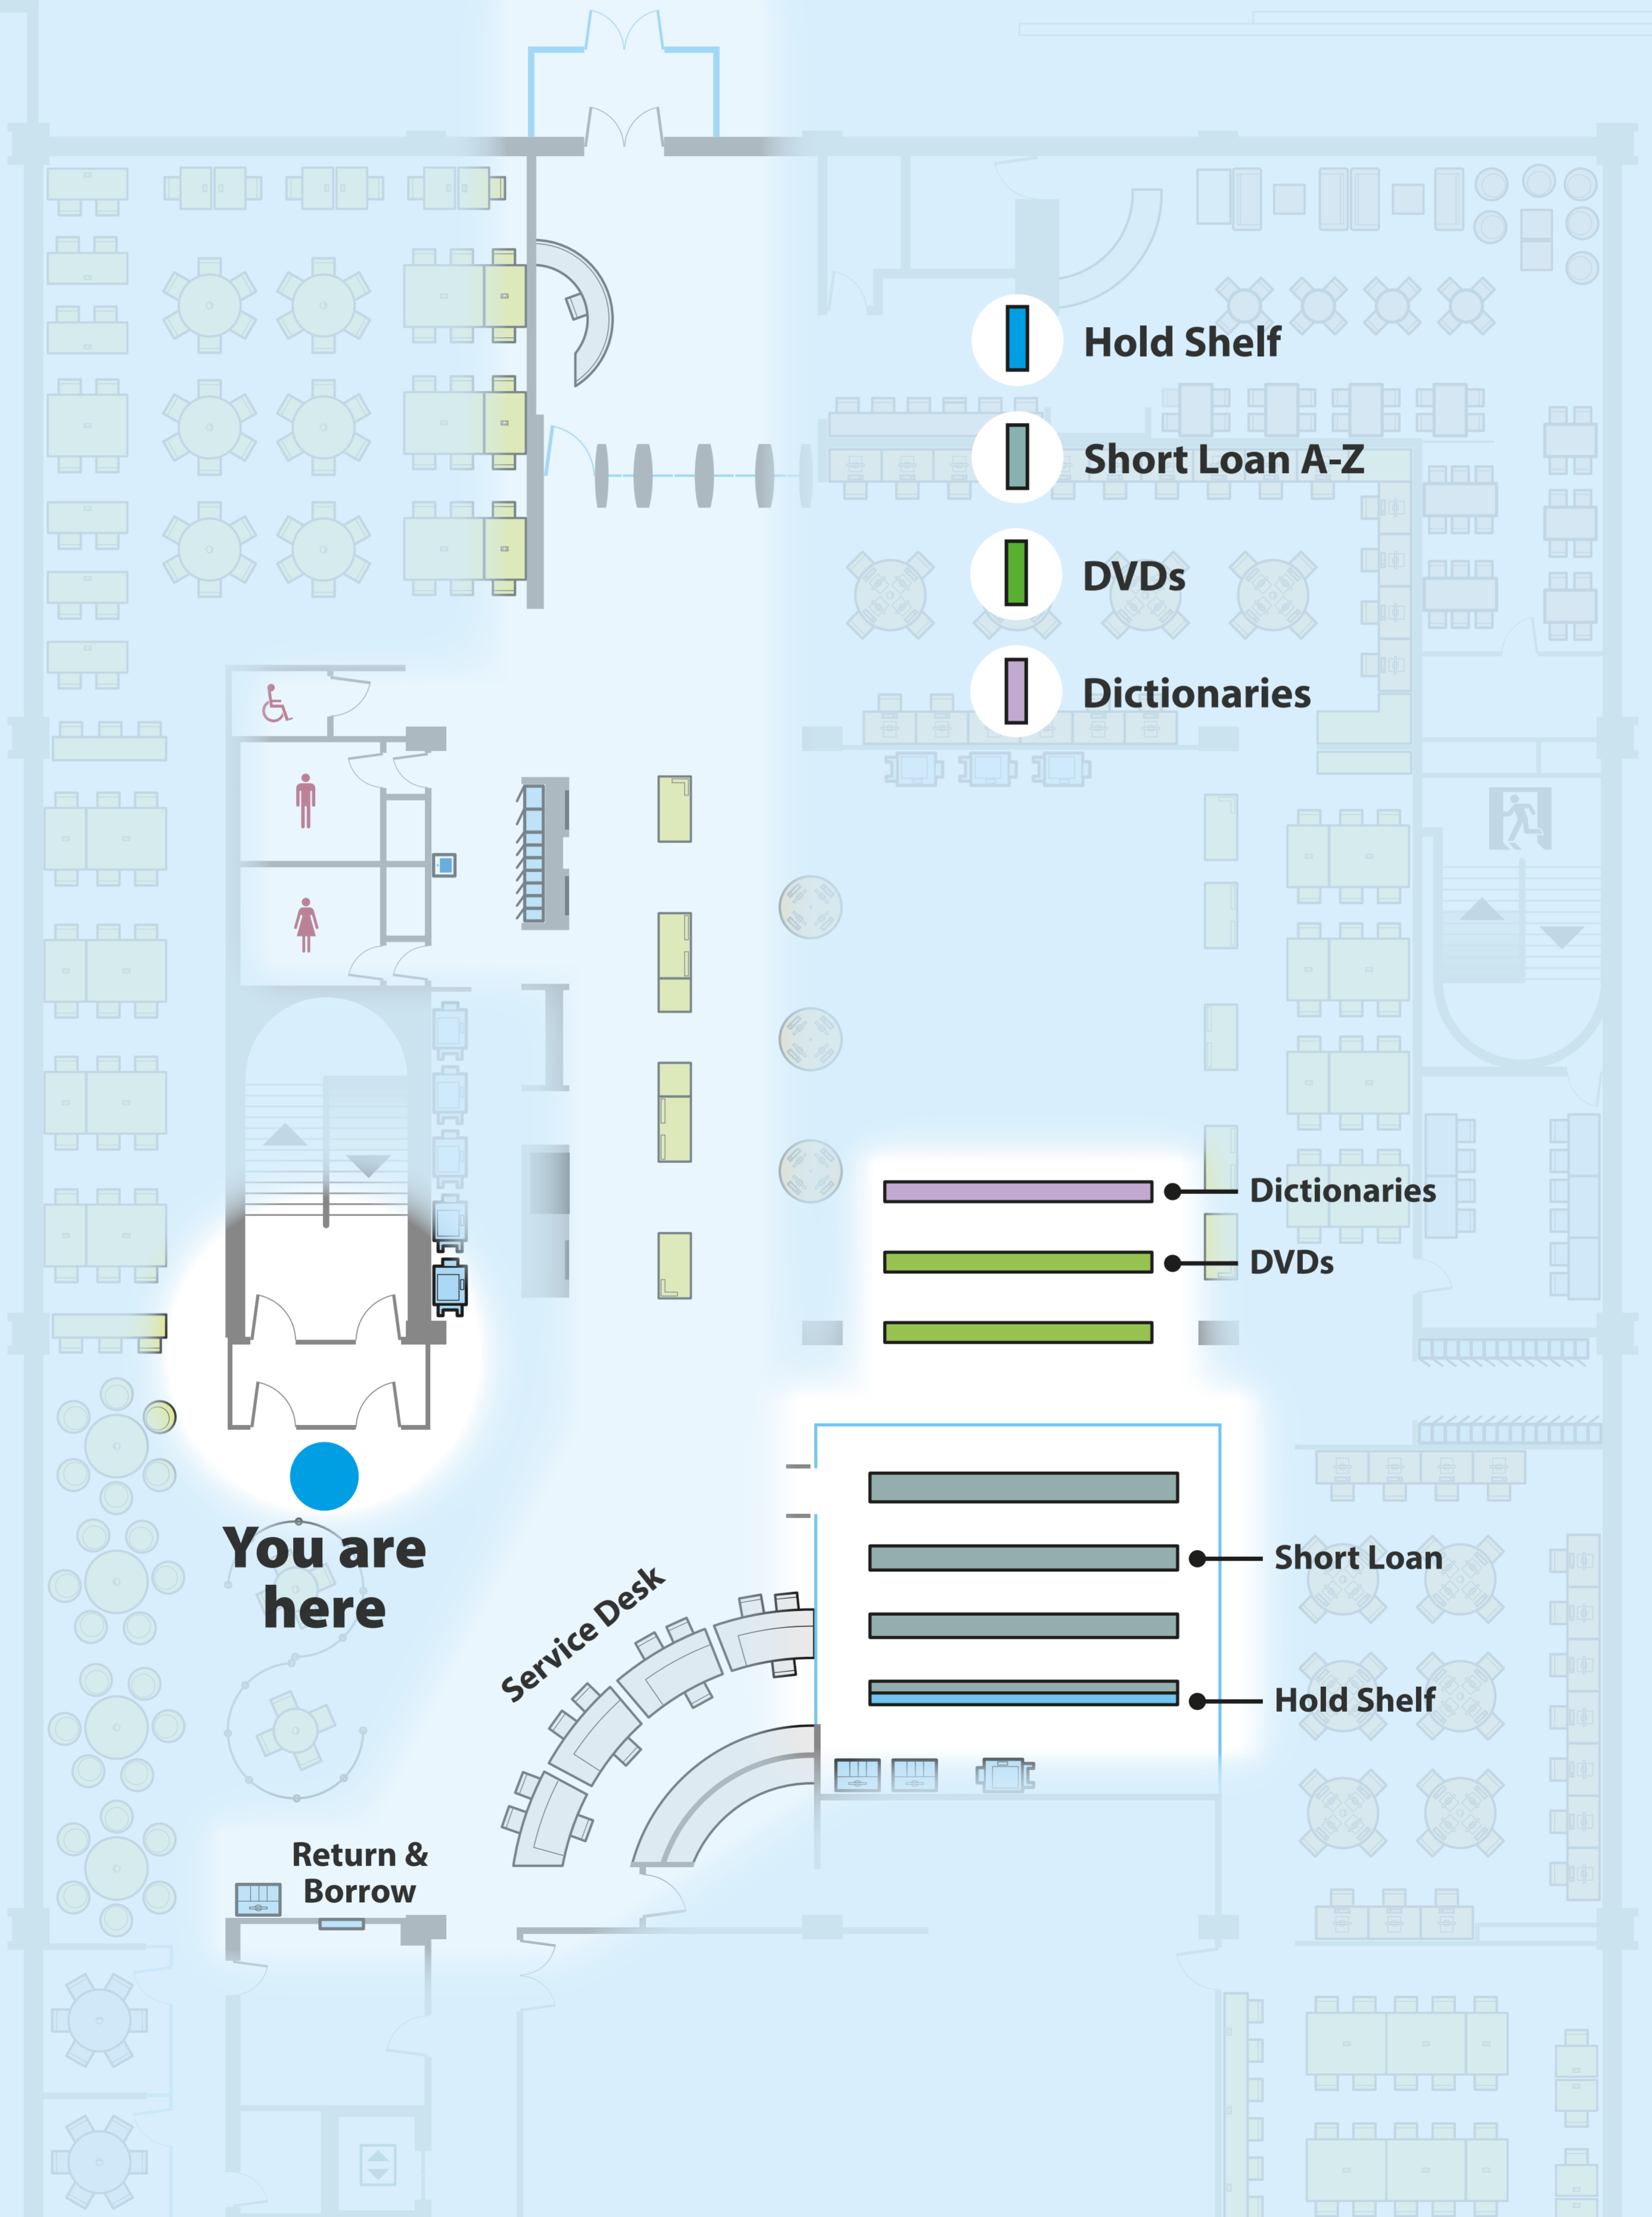 Hold Shelf
Short Loan A-Z
DVDs
Dictionaries
Dictionaries
DVDs
You are
here
Short Loan
Service Desk
Hold Shelf
Return &
Borrow